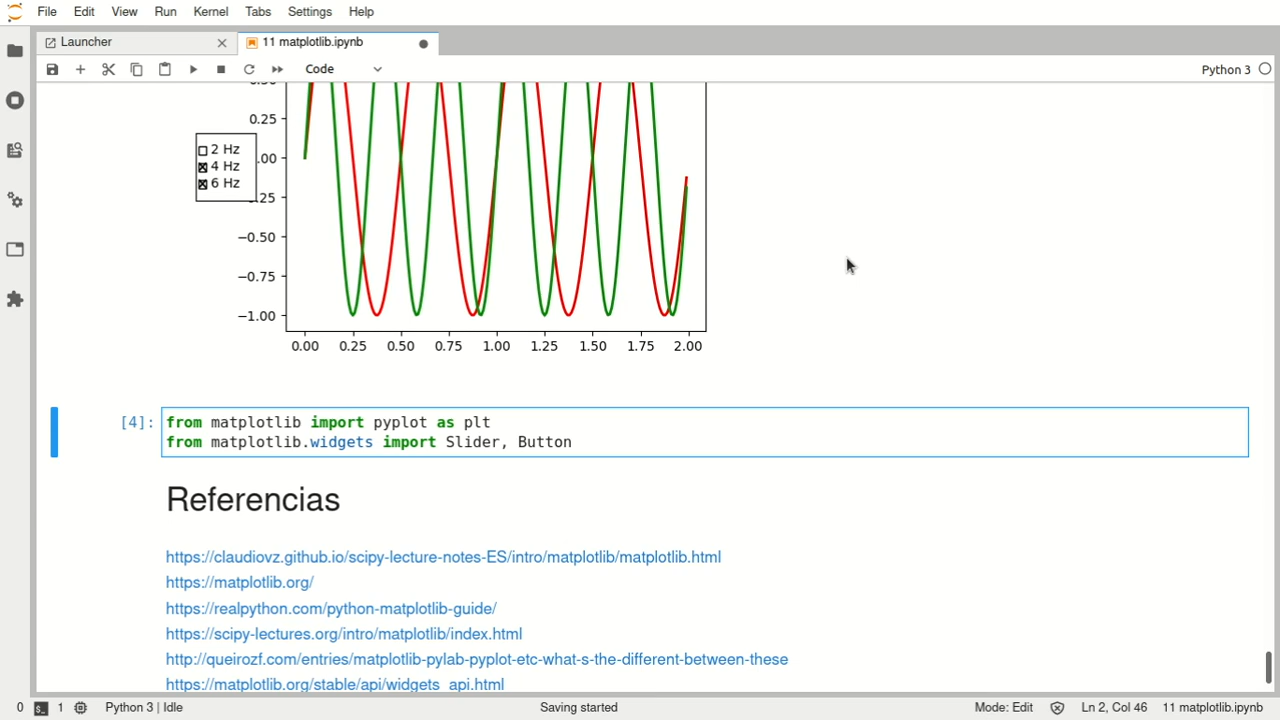 File Edit View Run Kernel Tabs Settings Help
Launcher
11 matplotlib.ipynb
Code
Python 3
0.25
.00
.25
−0.50
−0.75
−1.00
2 Hz
4 Hz
6 Hz
0.00 0.25 0.50 0.75 1.00 1.25 1.50 1.75 2.00
[4]: from matplotlib import pyplot as plt
from matplotlib.widgets import Slider, Button
Referencias
https://claudiovz.github.io/scipy-lecture-notes-ES/intro/matplotlib/matplotlib.html
https://matplotlib.org/
https://realpython.com/python-matplotlib-guide/
https://scipy-lectures.org/intro/matplotlib/index.html
http://queirozf.com/entries/matplotlib-pylab-pyplot-etc-what-s-the-different-between-these
https://matplotlib.org/stable/api/widgets_api.html
0 1 Python 3 | Idle Saving started Mode: Edit Ln 2, Col 46 11 matplotlib.ipynb